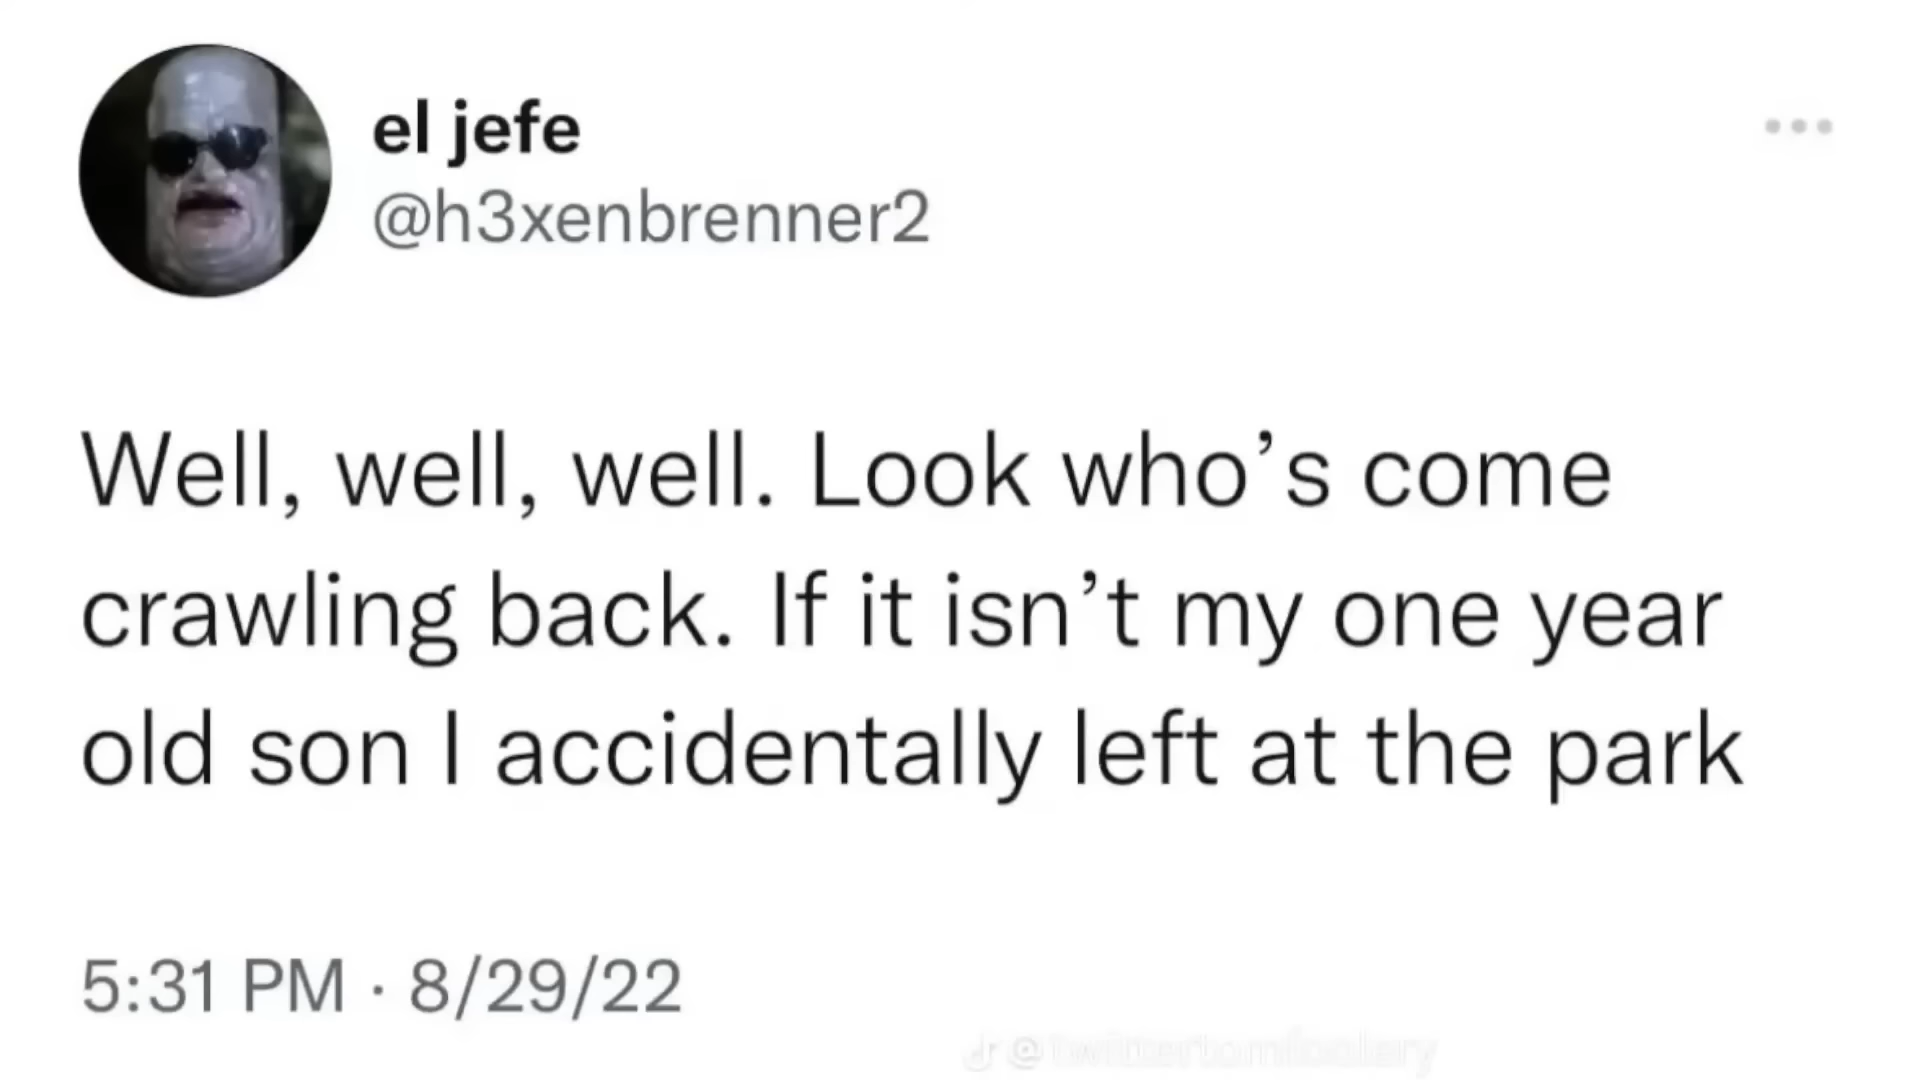 el jefe
@h3xenbrenner2
Well, well, well. Look who’s come
crawling back. If it isn’t my one year
old son I accidentally left at the park
5:31 PM · 8/29/22
@twittertomfoolery